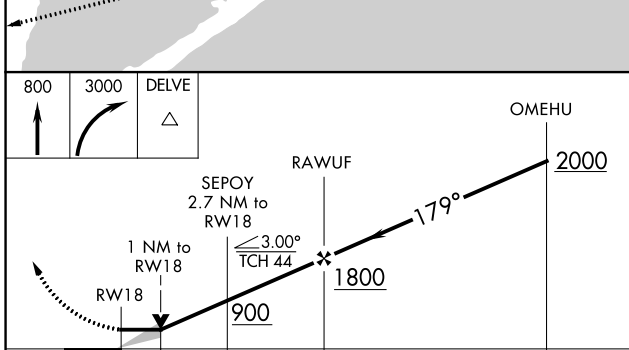 800 3000 DELVE
OMEHU
2000
RAWUF
179°
SEPOY
2.7 NM to
RW18
3.00°
TCH 44
1800
1 NM to
RW18
RW18
900